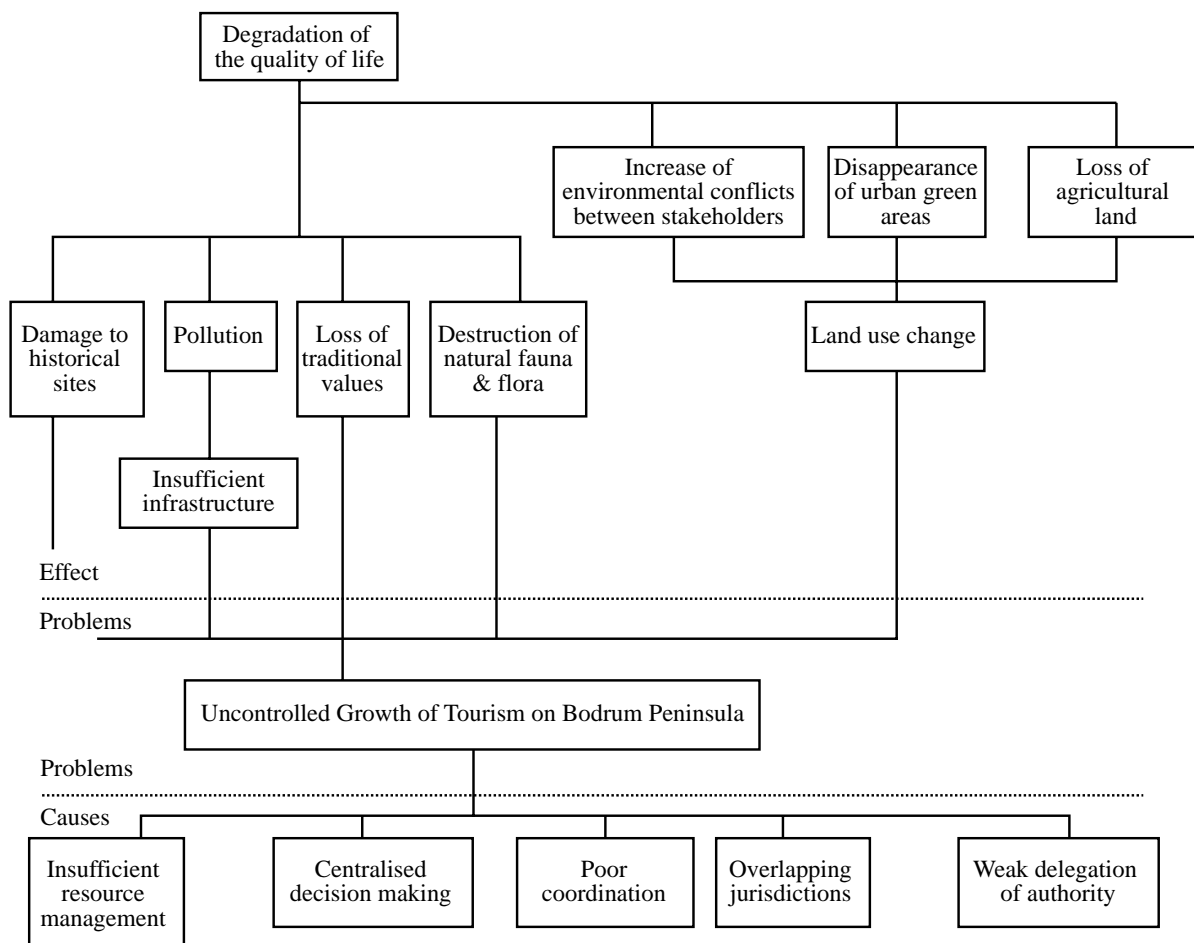 Degradation of
the quality of life
Increase of
environmental conflicts
between stakeholders
Disappearance
of urban green
areas
Loss of
agricultural
land
Damage to
historical
sites
Pollution
Loss of
traditional
values
Destruction of
natural fauna
& flora
Land use change
Insufficient
infrastructure
Effect
Problems
Uncontrolled Growth of Tourism on Bodrum Peninsula
Problems
Causes
Insufficient
resource
management
Centralised
decision making
Poor
coordination
Overlapping
jurisdictions
Weak delegation
of authority